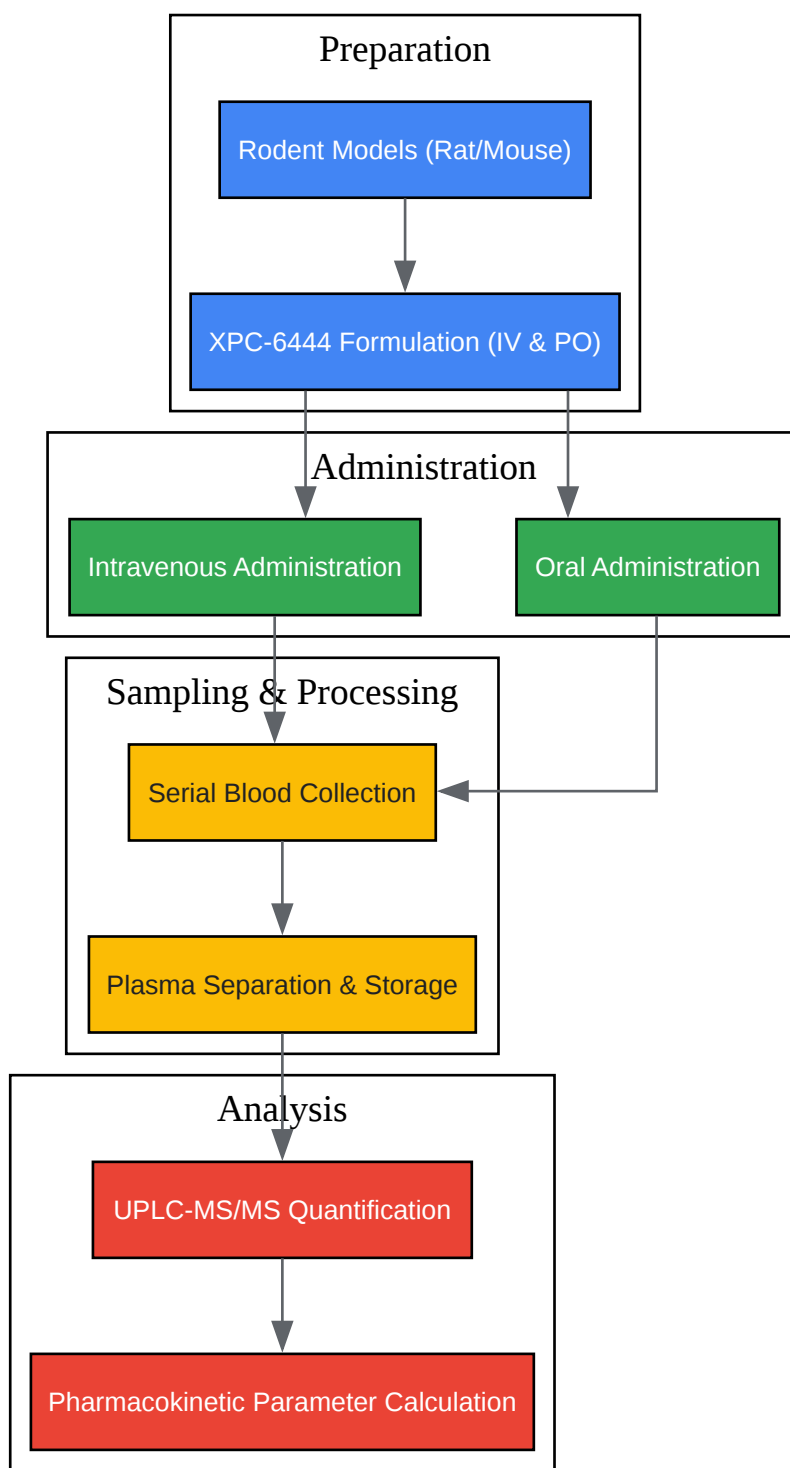 Preparation
Rodent Models (Rat/Mouse)
XPC-6444 Formulation (IV & PO)
Administration
Intravenous Administration
Oral Administration
Sampling & Processing
Serial Blood Collection
Plasma Separation & Storage
Analysis
UPLC-MS/MS Quantification
Pharmacokinetic Parameter Calculation